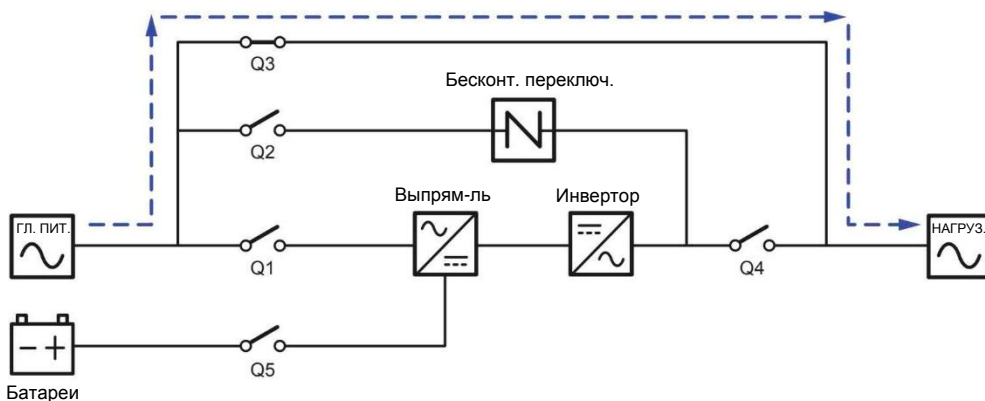 Q3
Бесконт. переключ.
Q2
Выпрям-ль
Инвертор
ГЛ. ПИТ.
НАГРУЗ.
Q1
Q4
Q5
Батареи